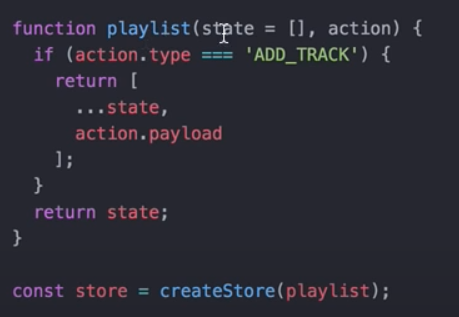 function playlist(state = [], action) {
  if (action.type === 'ADD_TRACK') {
    return [
      ...state,
      action.payload
    ];
  }
  return state;
}

const store = createStore(playlist);